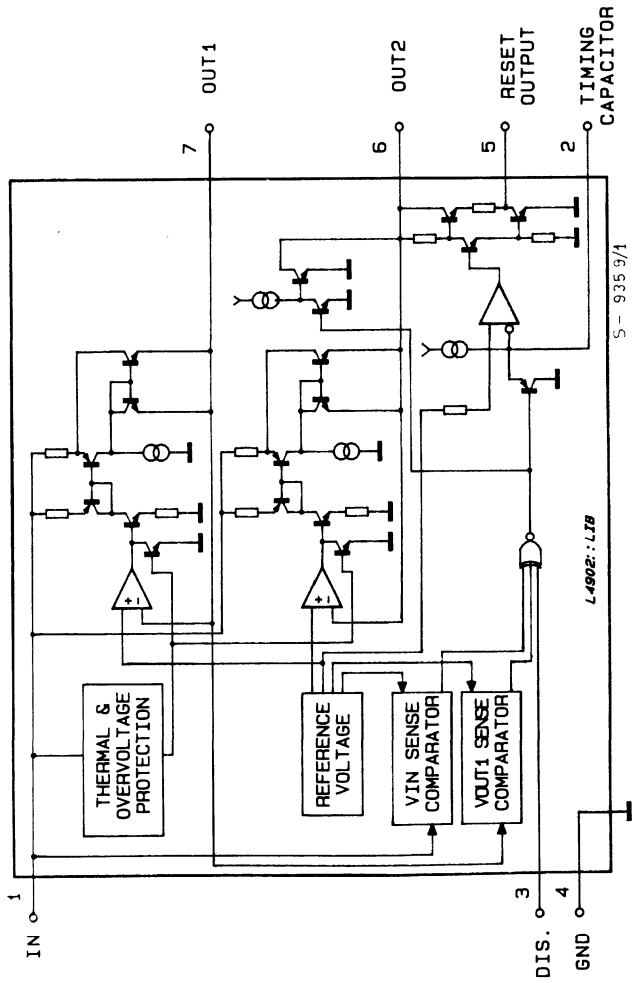 IN
1
THERMAL &
OVERVOLTAGE
PROTECTION
+
-
7
OUT1
REFERENCE
VOLTAGE
+
-
6
OUT2
VIN SENSE
COMPARATOR
VOUT1 SENSE
COMPARATOR
5
RESET
OUTPUT
DIS.
3
GND
4
2
TIMING
CAPACITOR
L4902::LIB
S - 9359/1